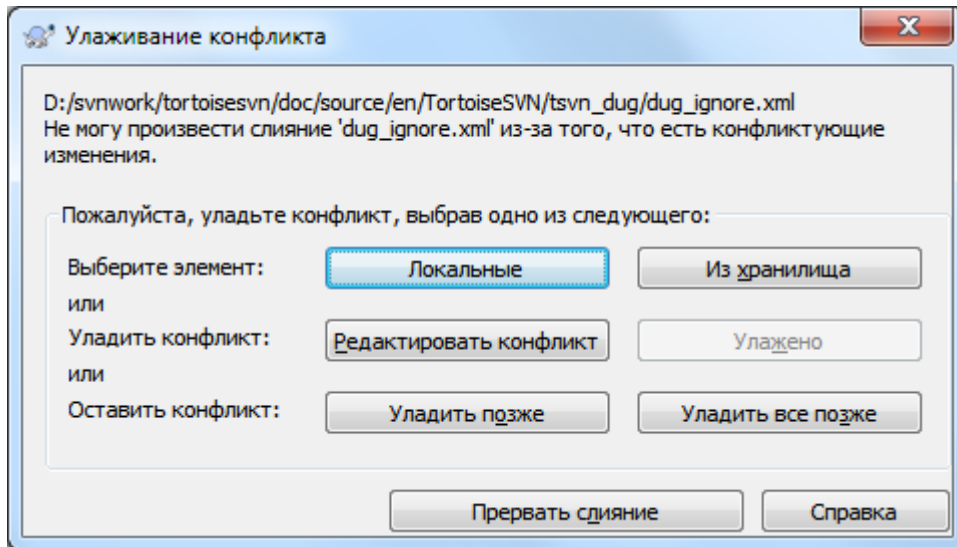 Улаживание конфликта
D:/svnwork/tortoisesvn/doc/source/en/TortoiseSVN/tsvn_dug/dug_ignore.xml
Не могу произвести слияние 'dug_ignore.xml' из-за того, что есть конфликтующие
изменения.
Пожалуйста, уладьте конфликт, выбрав одно из следующего:
Выберите элемент: Локальные Из хранилища
или
Уладить конфликт: Редактировать конфликт Улажено
или
Оставить конфликт: Уладить позже Уладить все позже
Прервать слияние Справка